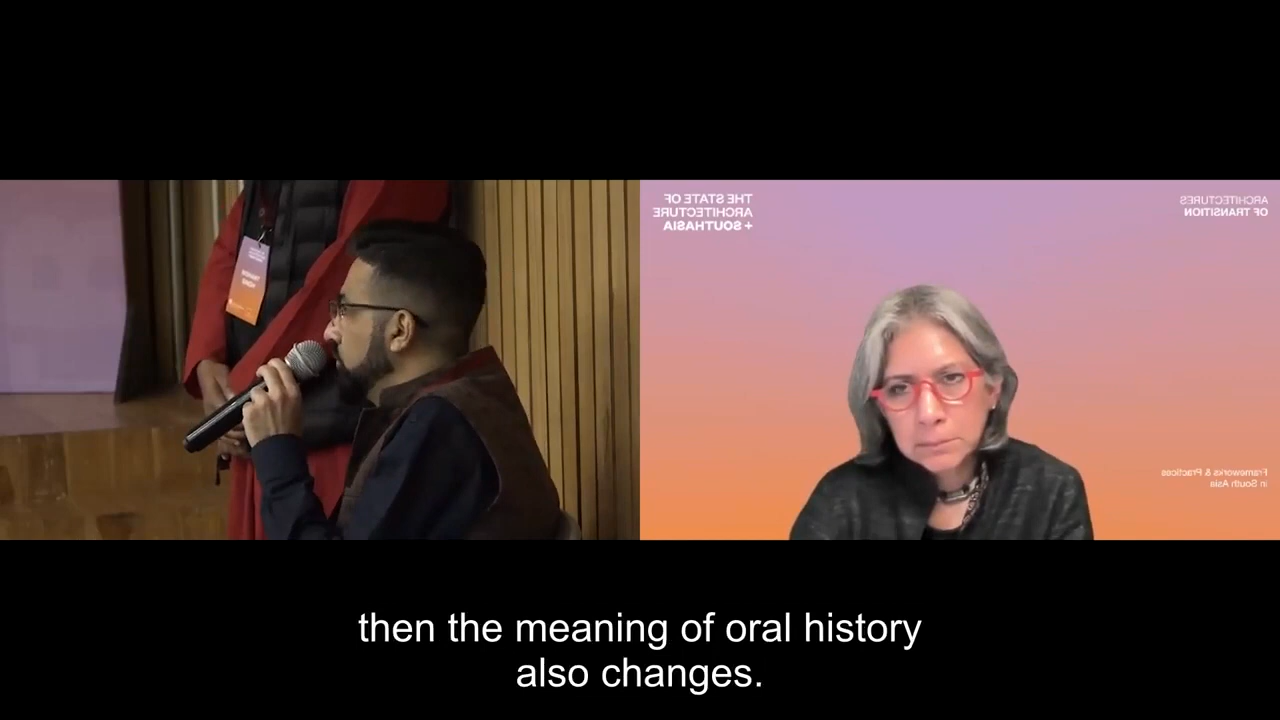 THE STATE OF
ARCHITECTURE
+ SOUTHASIA
ARCHITECTURES
OF TRANSITION
Frameworks & Practices
in South Asia
then the meaning of oral history
also changes.